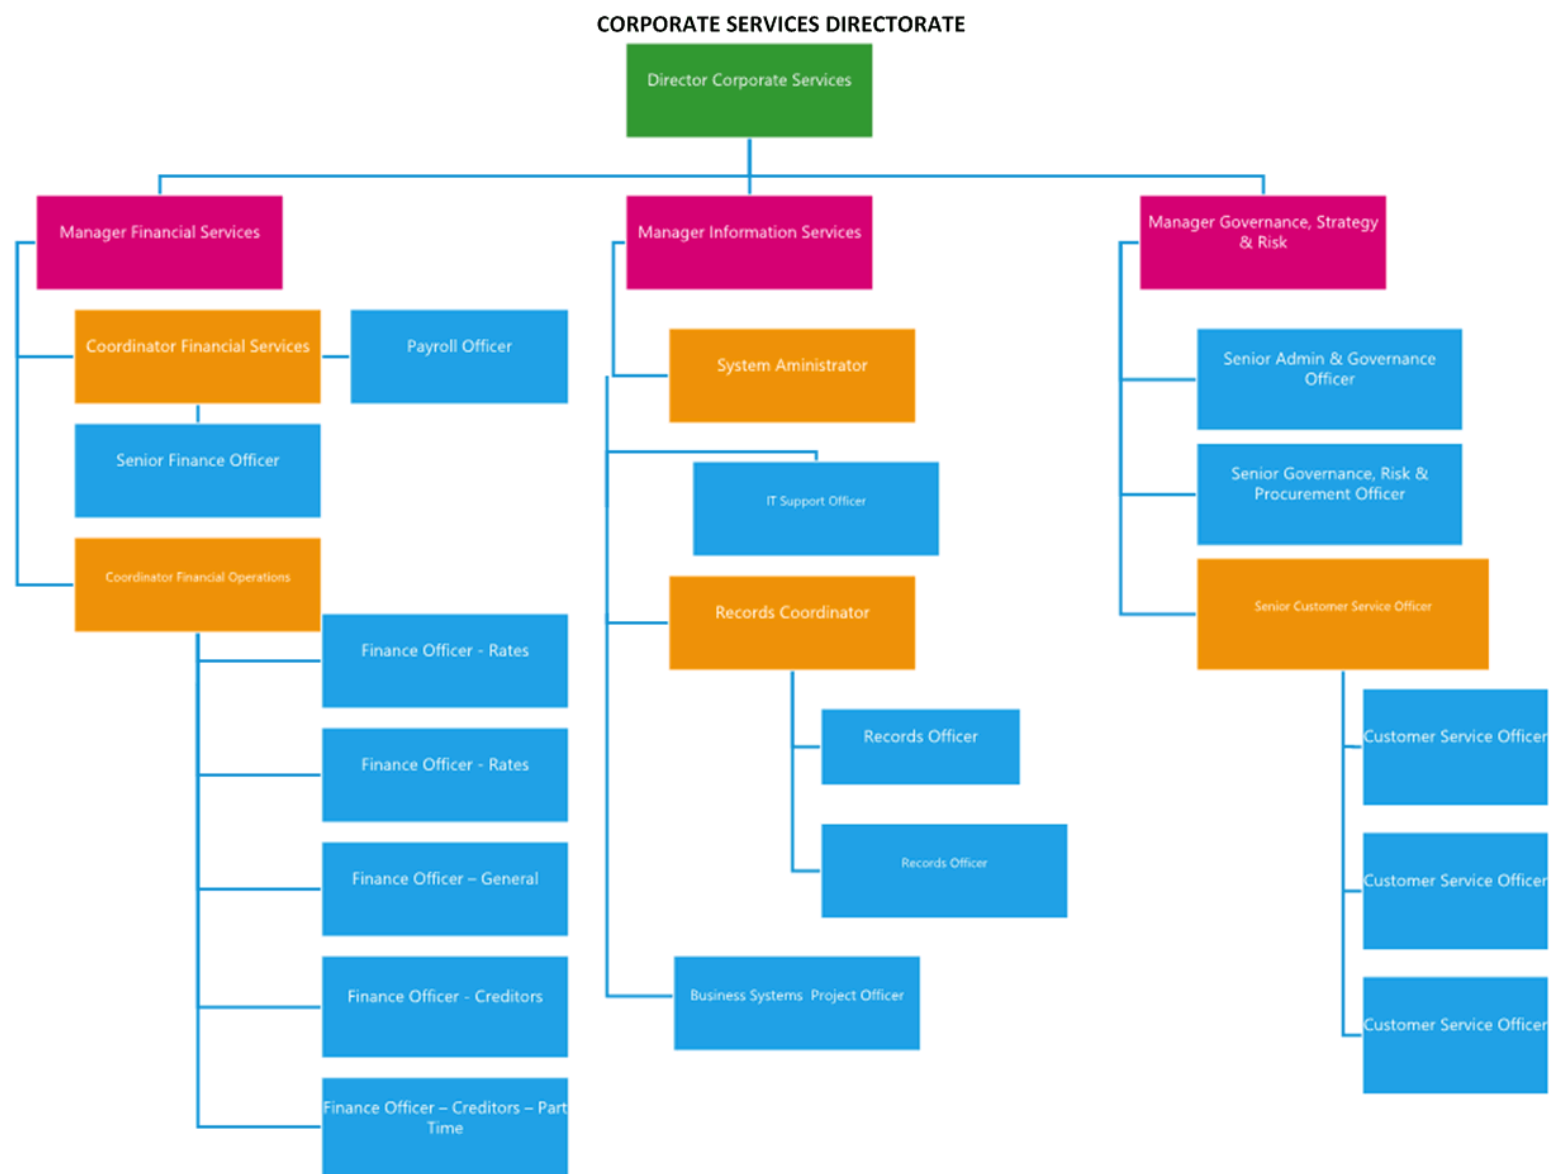 CORPORATE SERVICES DIRECTORATE
Director Corporate Services
Manager Financial Services
Manager Information Services
Manager Governance, Strategy
& Risk
Coordinator Financial Services
Payroll Officer
Senior Finance Officer
Coordinator Financial Operations
Finance Officer - Rates
Finance Officer - Rates
Finance Officer – General
Finance Officer - Creditors
Finance Officer – Creditors – Part
Time
System Aministrator
IT Support Officer
Records Coordinator
Records Officer
Records Officer
Business Systems  Project Officer
Senior Admin & Governance
Officer
Senior Governance, Risk &
Procurement Officer
Senior Customer Service Officer
Customer Service Officer
Customer Service Officer
Customer Service Officer